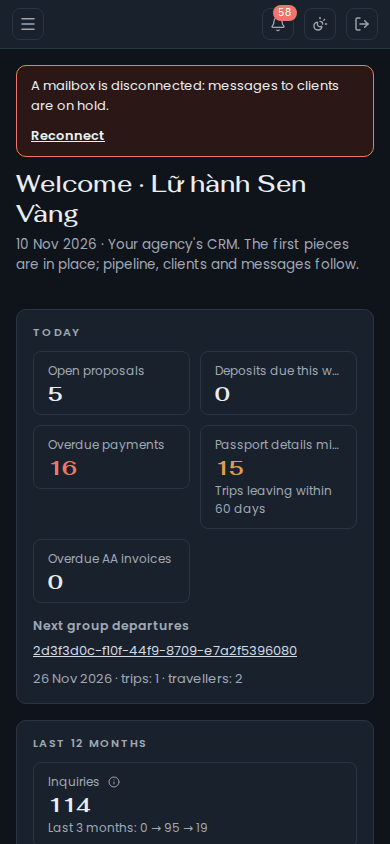 58
A mailbox is disconnected: messages to clients
are on hold.
Reconnect
Welcome · Lữ hành Sen
Vàng
10 Nov 2026 · Your agency's CRM. The first pieces
are in place; pipeline, clients and messages follow.
TODAY
Open proposals
5
Deposits due this w...
0
Overdue payments
16
Passport details mi...
15
Trips leaving within
60 days
Overdue AA invoices
0
Next group departures
2d3f3d0c-f10f-44f9-8709-e7a2f5396080
26 Nov 2026 · trips: 1 · travellers: 2
LAST 12 MONTHS
Inquiries
114
Last 3 months: 0 → 95 → 19